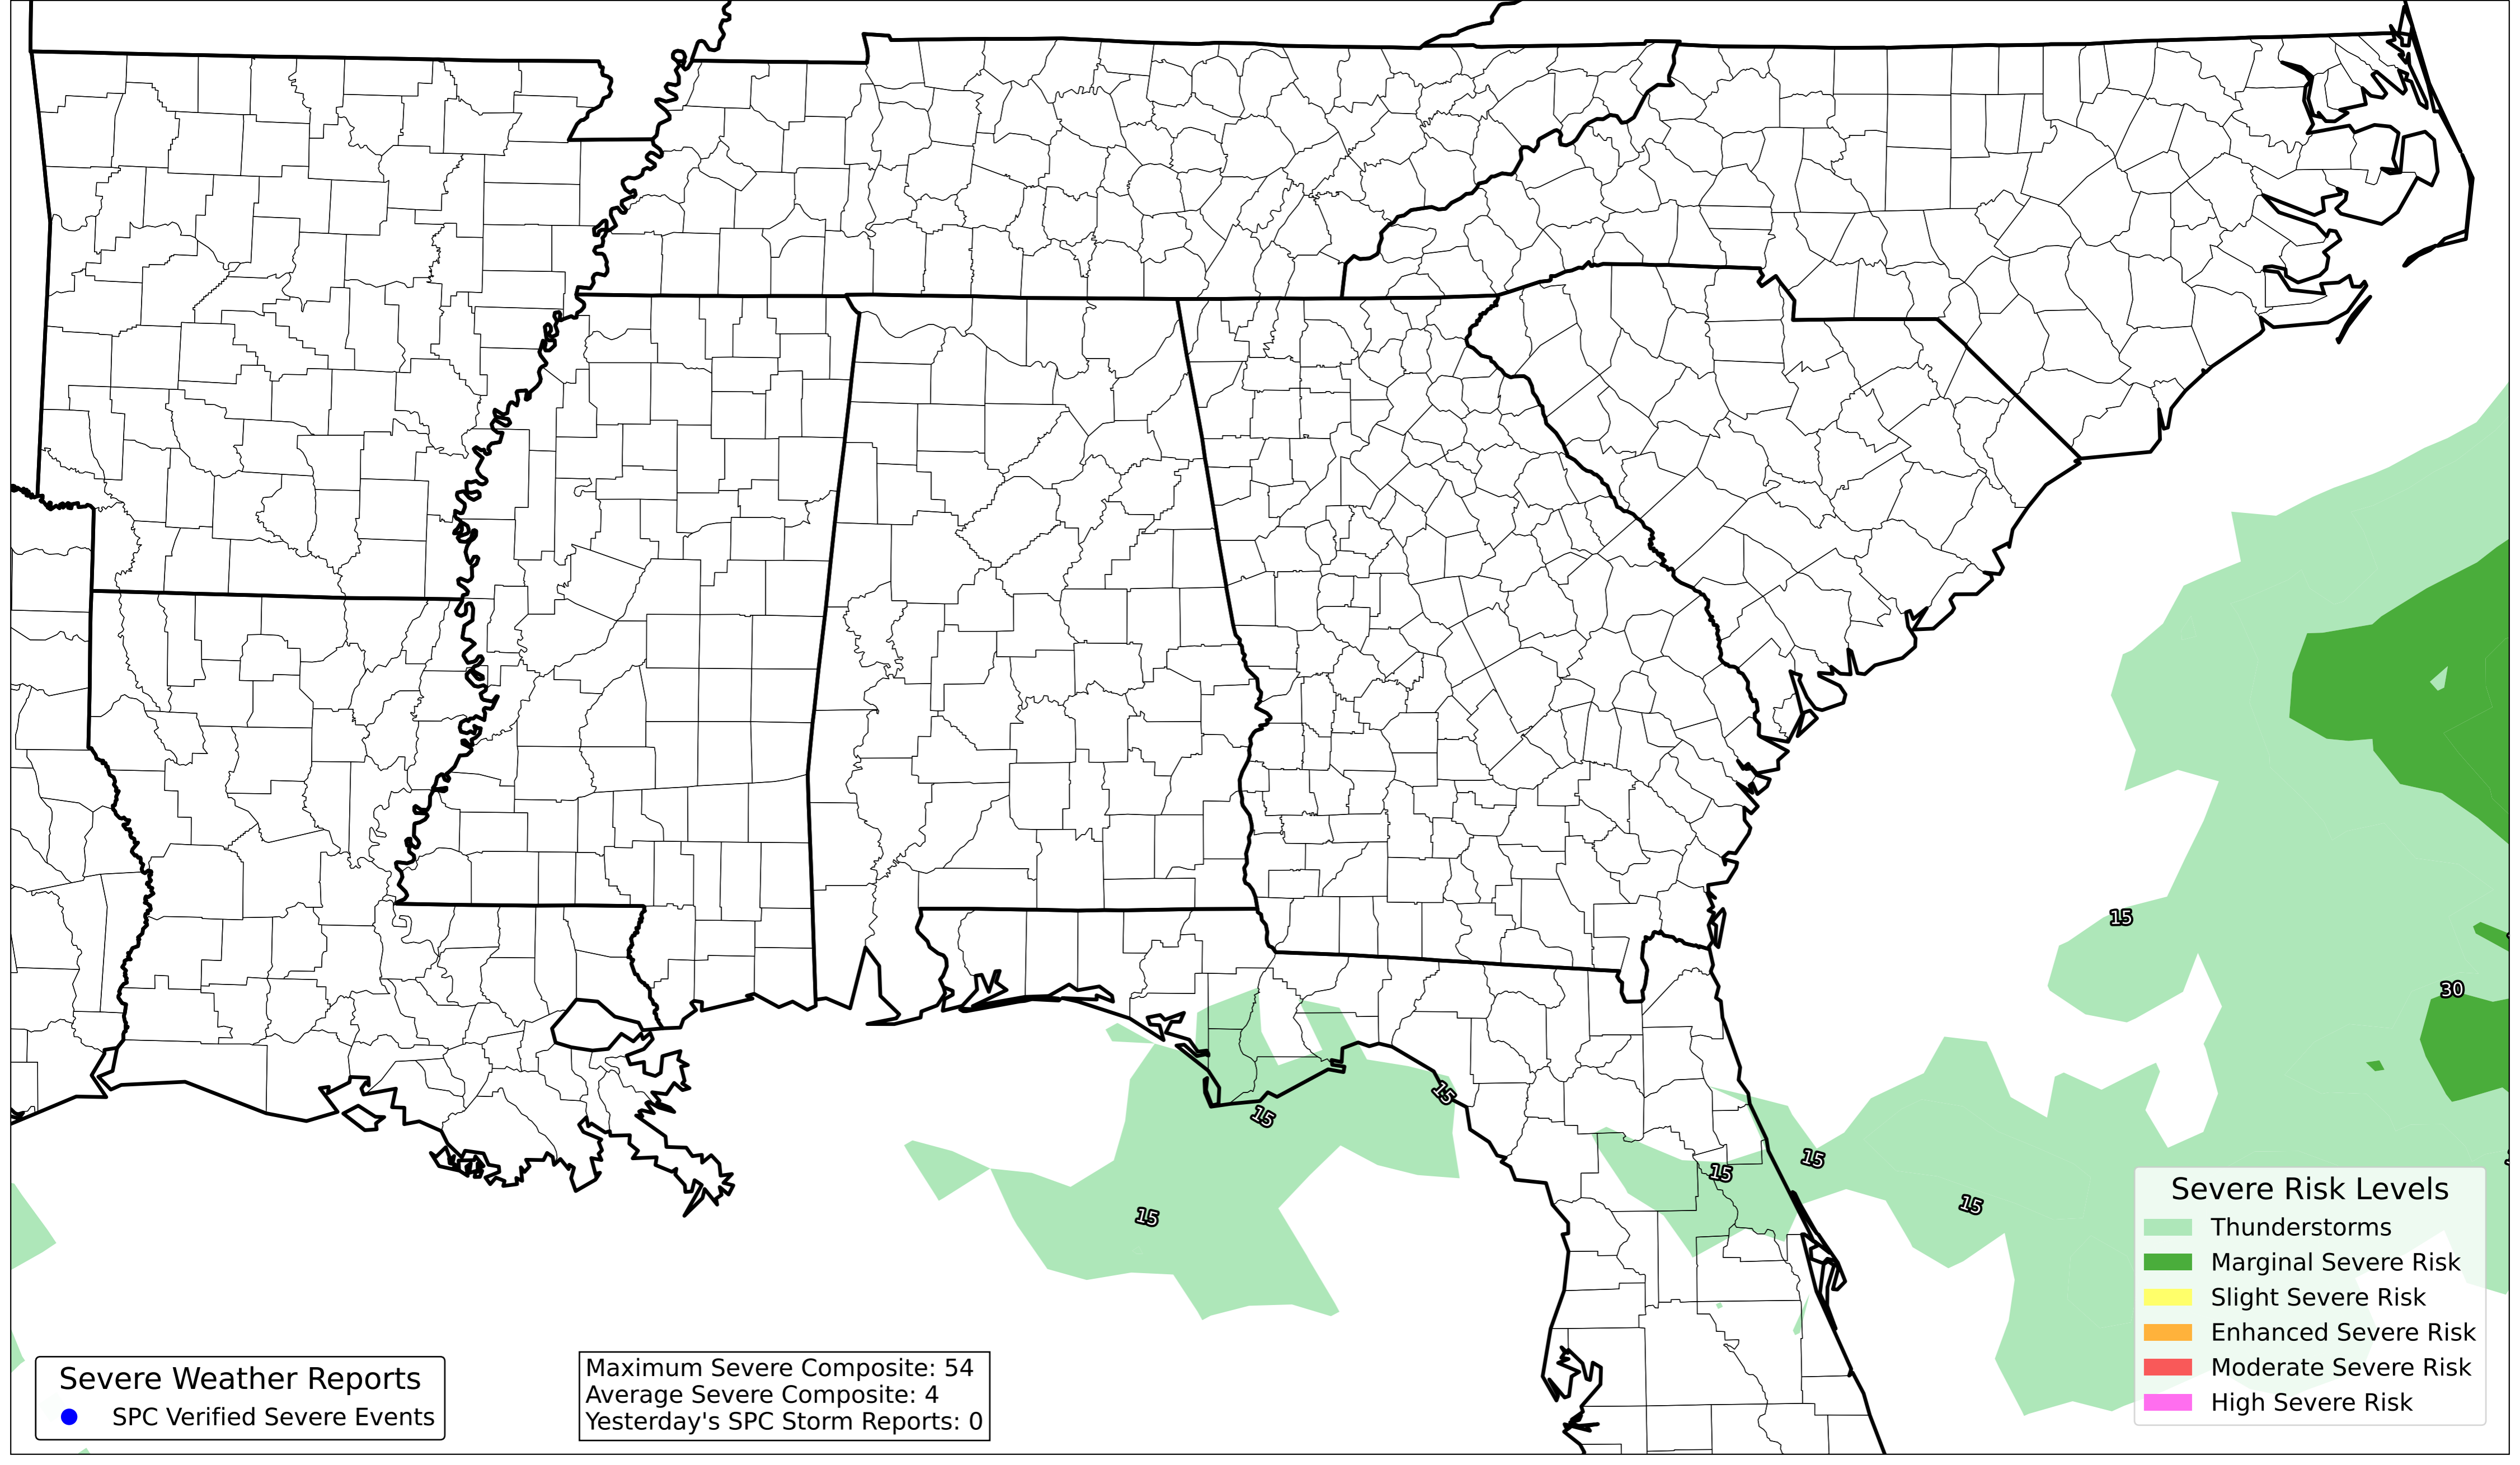 15
30
15
15
15
15
15
15
Severe Risk Levels
Thunderstorms
Marginal Severe Risk
Slight Severe Risk
Enhanced Severe Risk
Moderate Severe Risk
High Severe Risk
Severe Weather Reports
SPC Verified Severe Events
Maximum Severe Composite: 54
Average Severe Composite: 4
Yesterday's SPC Storm Reports: 0